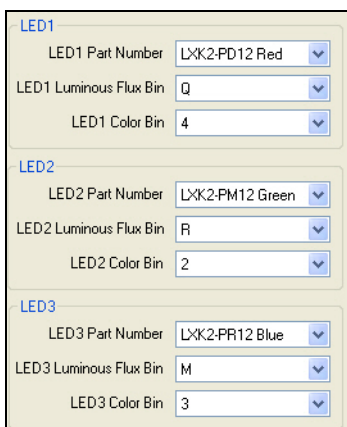 LED1
LED1 Part Number LXK2-PD12 Red
LED1 Luminous Flux Bin Q
LED1 Color Bin 4
LED2
LED2 Part Number LXK2-PM12 Green
LED2 Luminous Flux Bin R
LED2 Color Bin 2
LED3
LED3 Part Number LXK2-PR12 Blue
LED3 Luminous Flux Bin M
LED3 Color Bin 3